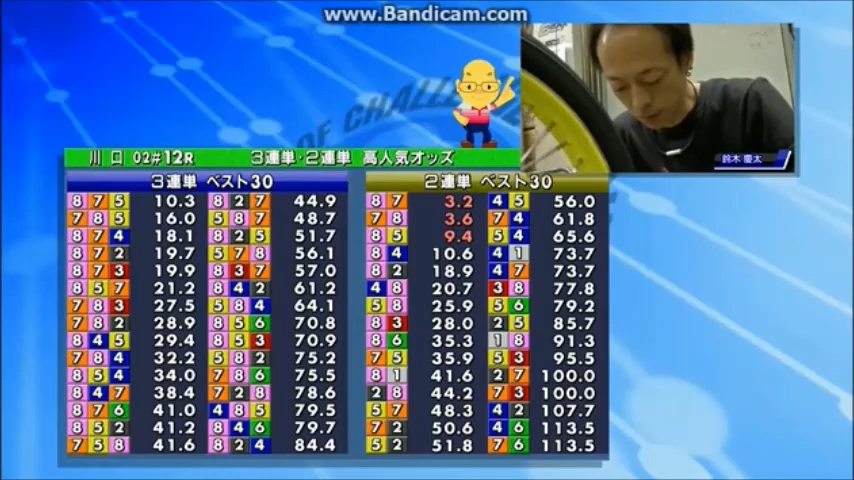 www.Bandicam.com
OF CHALL
鈴木 慶太
川口 02#12R 3連単・2連単 高人気オッズ
3連単 ベスト30 2連単 ベスト30
8 7 5 10.3 8 2 7 44.9 8 7 3.2 4 5 56.0
7 8 5 16.0 5 8 7 48.7 7 8 3.6 7 4 61.8
8 7 4 18.1 8 2 5 51.7 8 5 9.4 5 4 65.6
8 7 2 19.7 5 7 8 56.1 8 4 10.6 4 1 73.7
8 7 3 19.9 8 3 7 57.0 8 2 18.9 4 7 73.7
8 5 7 21.2 8 4 2 61.2 4 8 20.7 3 8 77.8
7 8 3 27.5 5 8 4 64.1 5 8 25.9 5 6 79.2
7 8 2 28.9 8 5 6 70.8 8 3 28.0 2 5 85.7
8 4 5 29.4 8 5 3 70.9 8 6 35.3 1 8 91.3
7 8 4 32.2 5 8 2 75.2 7 5 35.9 5 3 95.5
8 5 4 34.0 7 8 6 75.5 8 1 41.6 2 7 100.0
8 4 7 38.4 7 2 8 78.6 2 8 44.2 7 3 100.0
8 7 6 41.0 4 8 5 79.5 5 7 48.3 4 2 107.7
8 5 2 41.2 8 4 6 79.7 7 2 50.6 4 6 113.5
7 5 8 41.6 8 2 4 84.4 5 2 51.8 7 6 113.5